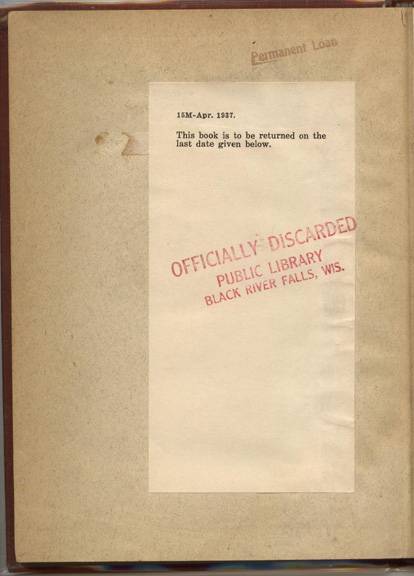 Permanent Loan
15M-Apr. 1937.
This book is to be returned on the
last date given below.
OFFICIALLY DISCARDED
PUBLIC LIBRARY
BLACK RIVER FALLS, WIS.